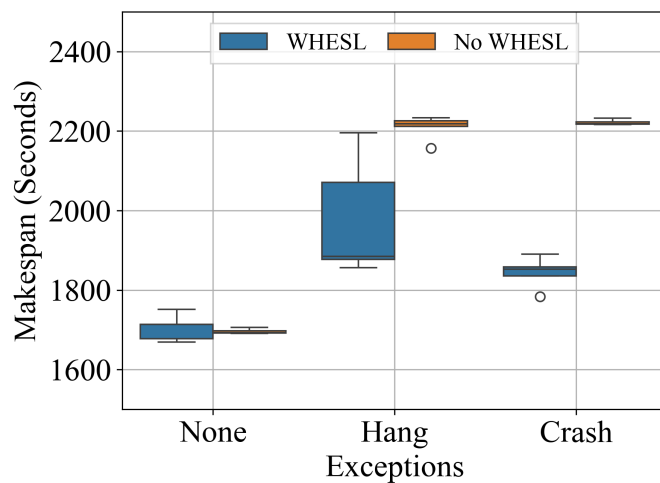 WHESL No WHESL
Makespan (Seconds)
2400
2200
2000
1800
1600
None Hang Crash
Exceptions